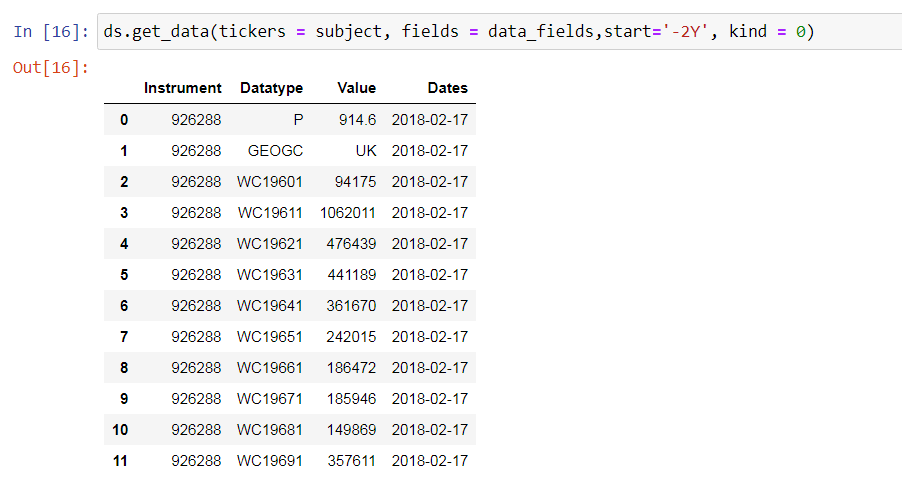 In [16]: ds.get_data(tickers = subject, fields = data_fields,start='-2Y', kind = 0)
Out[16]:
Instrument Datatype Value Dates
0 926288 P 914.6 2018-02-17
1 926288 GEOGC UK 2018-02-17
2 926288 WC19601 94175 2018-02-17
3 926288 WC19611 1062011 2018-02-17
4 926288 WC19621 476439 2018-02-17
5 926288 WC19631 441189 2018-02-17
6 926288 WC19641 361670 2018-02-17
7 926288 WC19651 242015 2018-02-17
8 926288 WC19661 186472 2018-02-17
9 926288 WC19671 185946 2018-02-17
10 926288 WC19681 149869 2018-02-17
11 926288 WC19691 357611 2018-02-17